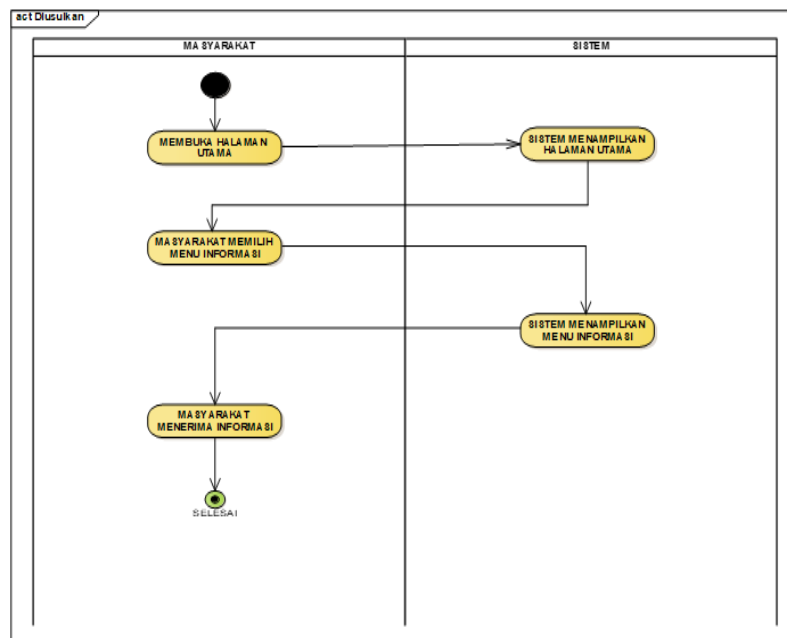 act Diusulkan
MASYARAKAT
SISTEM
MEMBUKA HALAMAN
UTAMA
SISTEM MENAMPILKAN
HALAMAN UTAMA
MASYARAKAT MEMILIH
MENU INFORMASI
SISTEM MENAMPILKAN
MENU INFORMASI
MASYARAKAT
MENERIMA INFORMASI
SELESAI